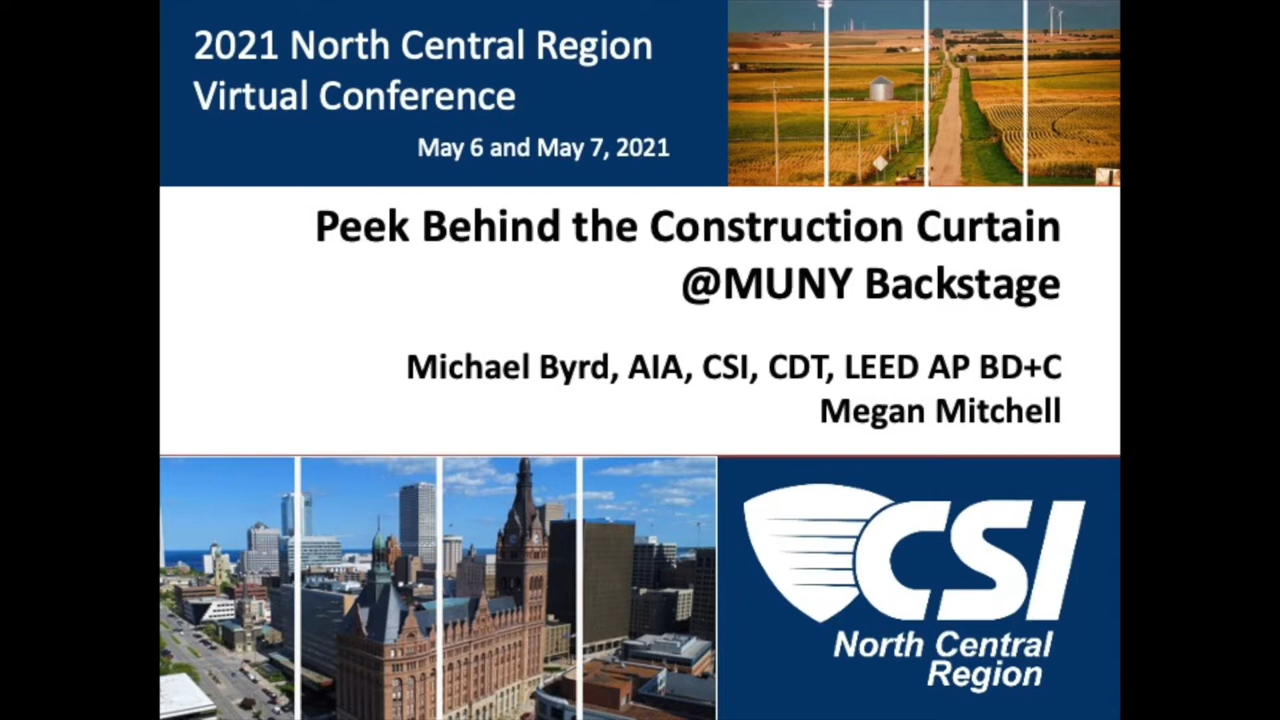 2021 North Central Region
Virtual Conference
May 6 and May 7, 2021
Peek Behind the Construction Curtain
@MUNY Backstage
Michael Byrd, AIA, CSI, CDT, LEED AP BD+C
Megan Mitchell
CSI
North Central
Region